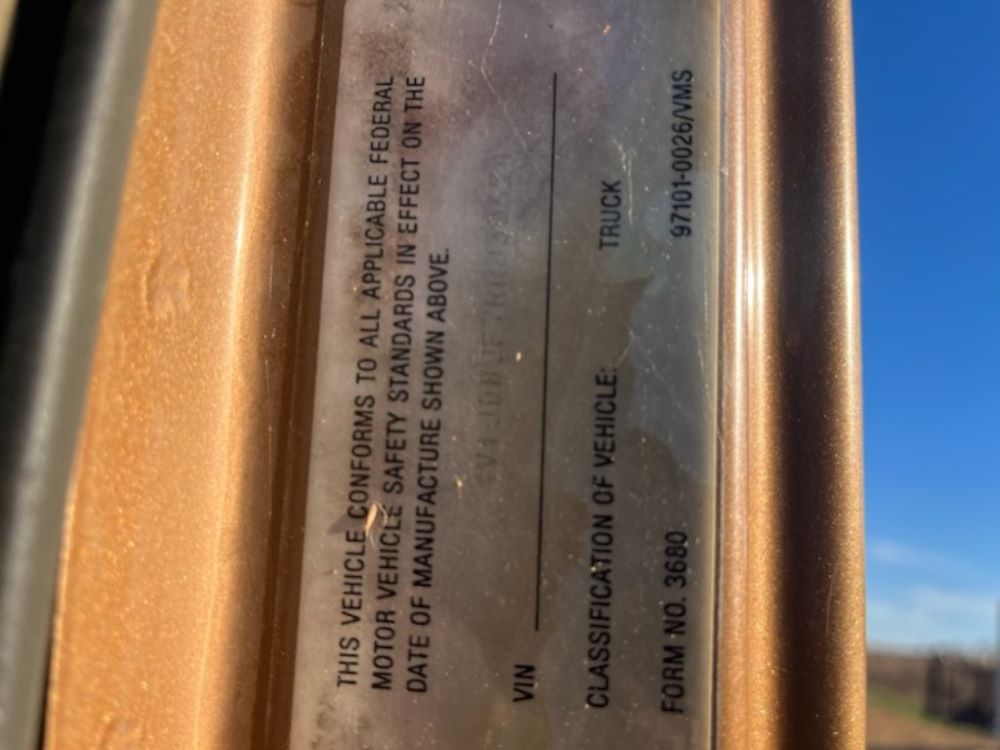 THIS VEHICLE CONFORMS TO ALL APPLICABLE FEDERAL
MOTOR VEHICLE SAFETY STANDARDS IN EFFECT ON THE
DATE OF MANUFACTURE SHOWN ABOVE.
VIN
CLASSIFICATION OF VEHICLE: TRUCK
FORM NO. 3680 97101-0026/VMS